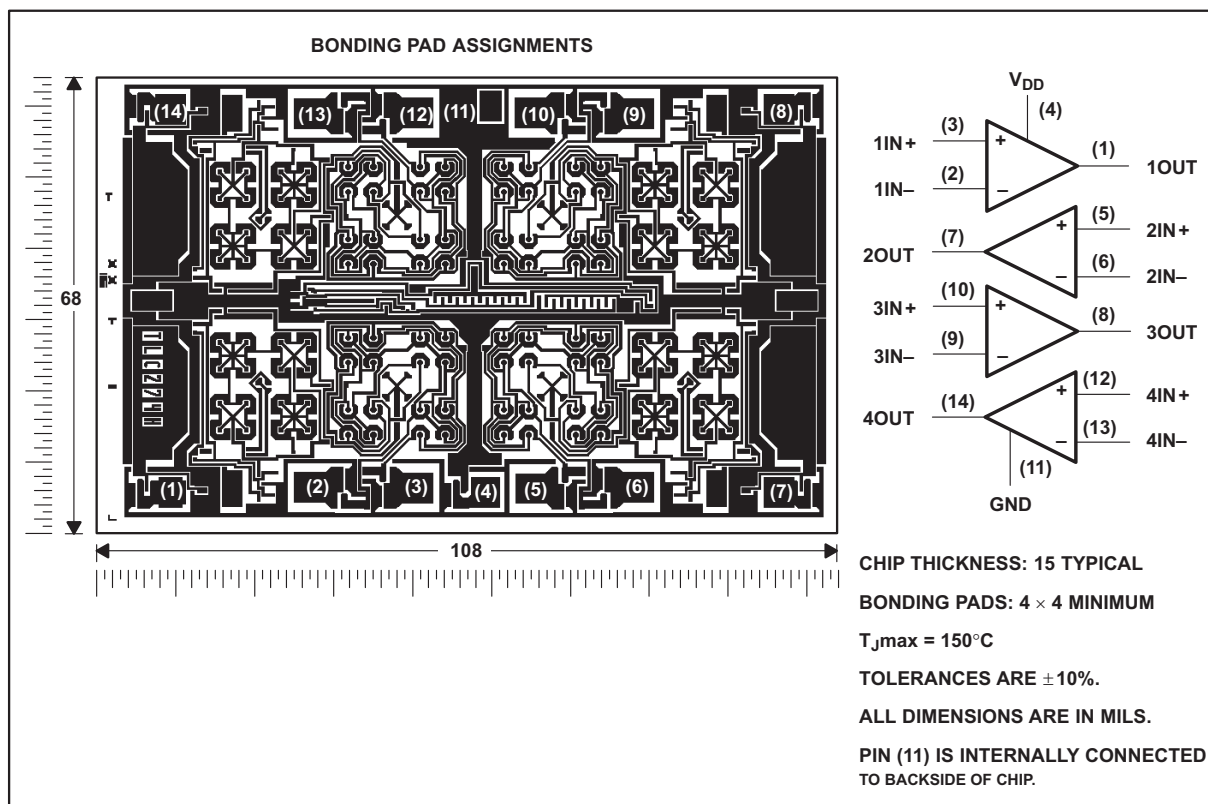 BONDING PAD ASSIGNMENTS
(14) (13) (12) (11) (10) (9) (8)
68
(1) (2) (3) (4) (5) (6) (7)
108
VDD
(4)
(3)
1IN+
+
(1)
1OUT
(2)
1IN–
–
(5)
2IN+
+
(7)
2OUT
(6)
2IN–
–
(10)
3IN+
+
(8)
3OUT
(9)
3IN–
–
(12)
4IN+
+
(14)
4OUT
(13)
4IN–
–
(11)
GND
CHIP THICKNESS: 15 TYPICAL
BONDING PADS: 4 × 4 MINIMUM
TJmax = 150°C
TOLERANCES ARE ±10%.
ALL DIMENSIONS ARE IN MILS.
PIN (11) IS INTERNALLY CONNECTED
TO BACKSIDE OF CHIP.